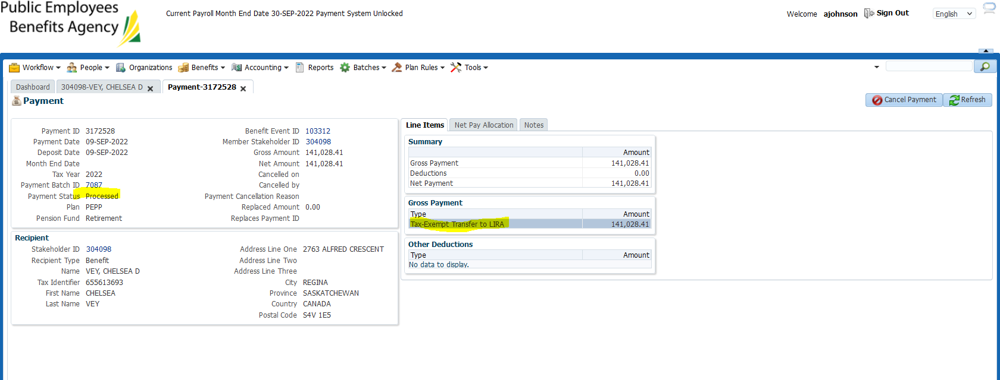 Public Employees
Benefits Agency
Current Payroll Month End Date 30-SEP-2022 Payment System Unlocked
Welcome ajohnson Sign Out English
Workflow People Organizations Benefits Accounting Reports Batches Plan Rules Tools
Dashboard 304098-VEY, CHELSEA D Payment-3172528
Payment
Cancel Payment Refresh
Payment ID 3172528
Payment Date 09-SEP-2022
Deposit Date 09-SEP-2022
Month End Date
Tax Year 2022
Payment Batch ID 7087
Payment Status Processed
Plan PEPP
Pension Fund Retirement
Benefit Event ID 103312
Member Stakeholder ID 304098
Gross Amount 141,028.41
Net Amount 141,028.41
Cancelled on
Cancelled by
Payment Cancellation Reason
Replaced Amount 0.00
Replaces Payment ID
Recipient
Stakeholder ID 304098
Recipient Type Benefit
Name VEY, CHELSEA D
Tax Identifier 655613693
First Name CHELSEA
Last Name VEY
Address Line One 2763 ALFRED CRESCENT
Address Line Two
Address Line Three
City REGINA
Province SASKATCHEWAN
Country CANADA
Postal Code S4V 1E5
Line Items Net Pay Allocation Notes
Summary
Amount
Gross Payment 141,028.41
Deductions 0.00
Net Payment 141,028.41
Gross Payment
Type Amount
Tax-Exempt Transfer to LIRA 141,028.41
Other Deductions
Type Amount
No data to display.